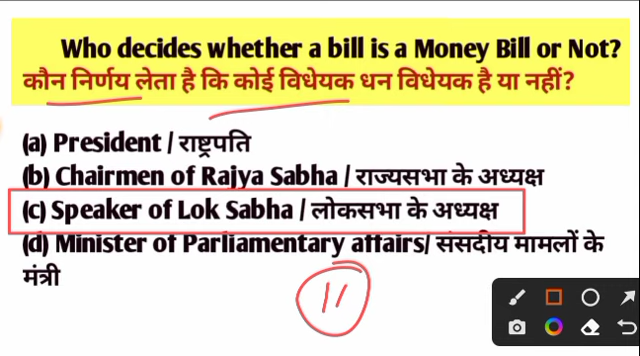 Who decides whether a bill is a Money Bill or Not?
कौन निर्णय लेता है कि कोई विधेयक धन विधेयक है या नहीं?
(a) President / राष्ट्रपति
(b) Chairmen of Rajya Sabha / राज्यसभा के अध्यक्ष
(c) Speaker of Lok Sabha / लोकसभा के अध्यक्ष
(d) Minister of Parliamentary affairs/ संसदीय मामलों के
मंत्री
11